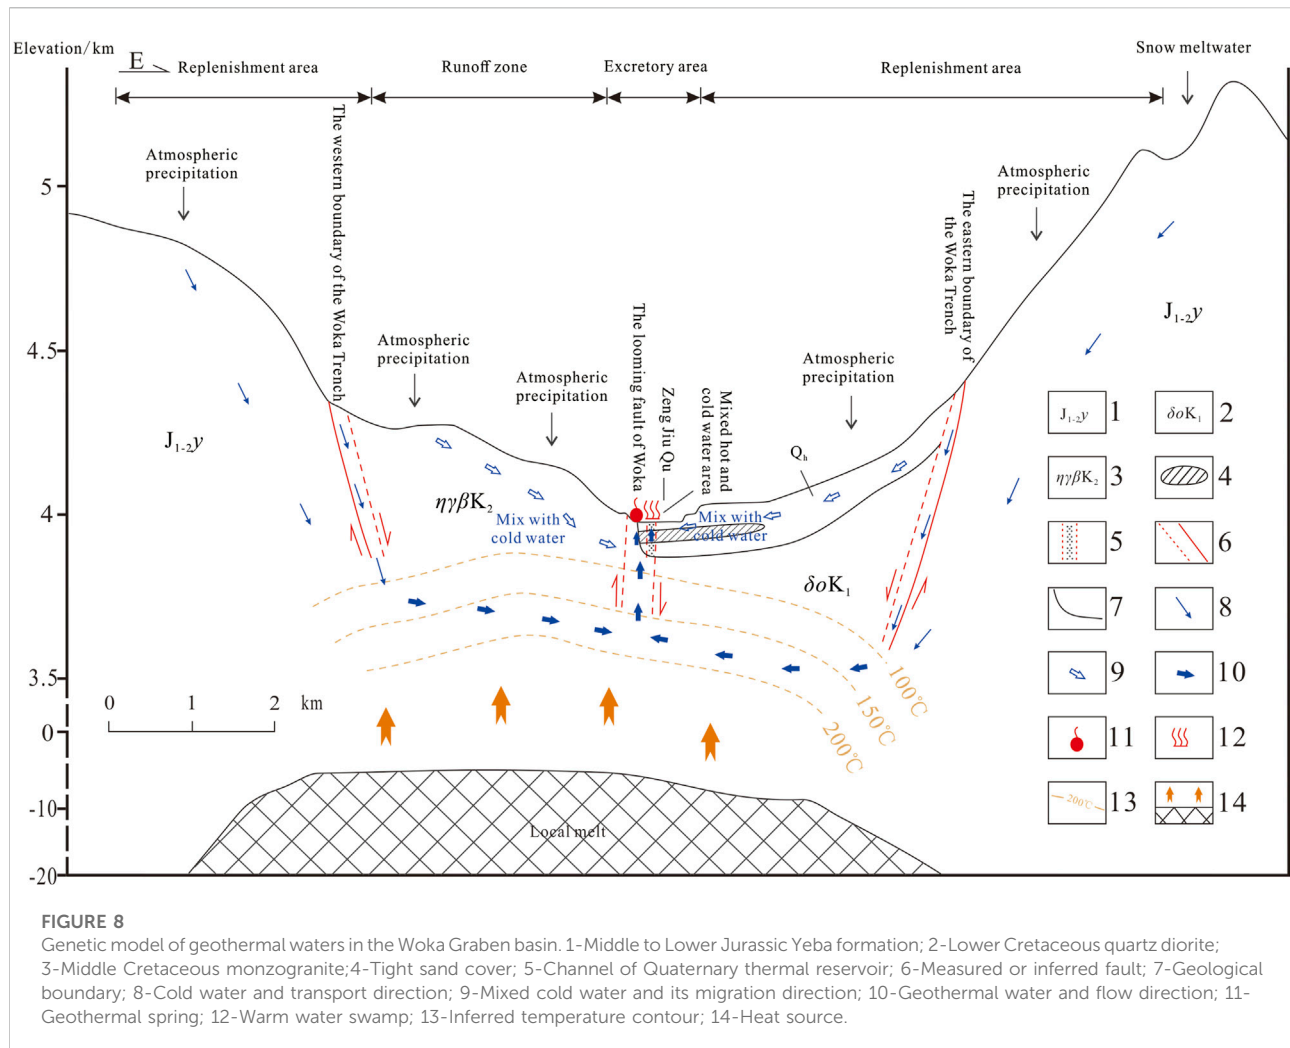 Elevation/km
E
Replenishment area
Runoff zone
Excretory area
Replenishment area
Snow meltwater
Atmospheric
precipitation
The western boundary of the Woka Trench
Atmospheric
precipitation
Atmospheric
precipitation
The looming fault of Woka
Zeng Jiu Qu
Mixed hot and
cold water area
Atmospheric
precipitation
The eastern boundary of
the Woka Trench
Atmospheric
precipitation
5
4.5
4
3.5
0
-10
-20
J₁₋₂y
ηγβK₂
Mix with
cold water
Mix with
cold water
Qₕ
δoK₁
J₁₋₂y
100℃
150℃
200℃
0 1 2 km
Local melt
J₁₋₂y 1
δoK₁ 2
ηγβK₂ 3
4
5
6
7
8
9
10
11
12
200℃ 13
14
FIGURE 8
Genetic model of geothermal waters in the Woka Graben basin. 1-Middle to Lower Jurassic Yeba formation; 2-Lower Cretaceous quartz diorite;
3-Middle Cretaceous monzogranite;4-Tight sand cover; 5-Channel of Quaternary thermal reservoir; 6-Measured or inferred fault; 7-Geological
boundary; 8-Cold water and transport direction; 9-Mixed cold water and its migration direction; 10-Geothermal water and flow direction; 11-
Geothermal spring; 12-Warm water swamp; 13-Inferred temperature contour; 14-Heat source.